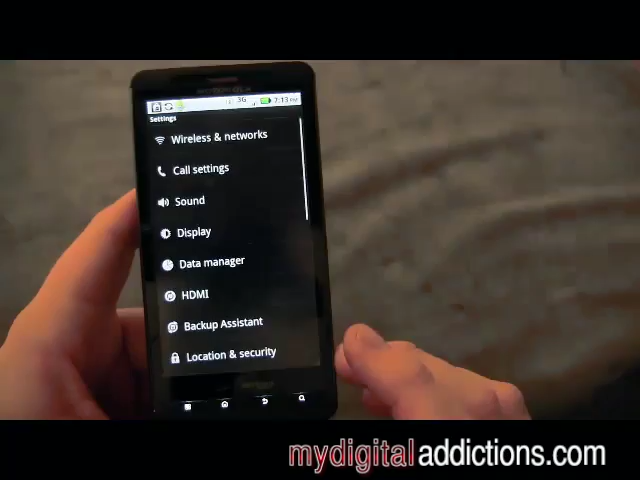 3G 7:13 PM
Settings
Wireless & networks
Call settings
Sound
Display
Data manager
HDMI
Backup Assistant
Location & security
mydigitaladdictions.com